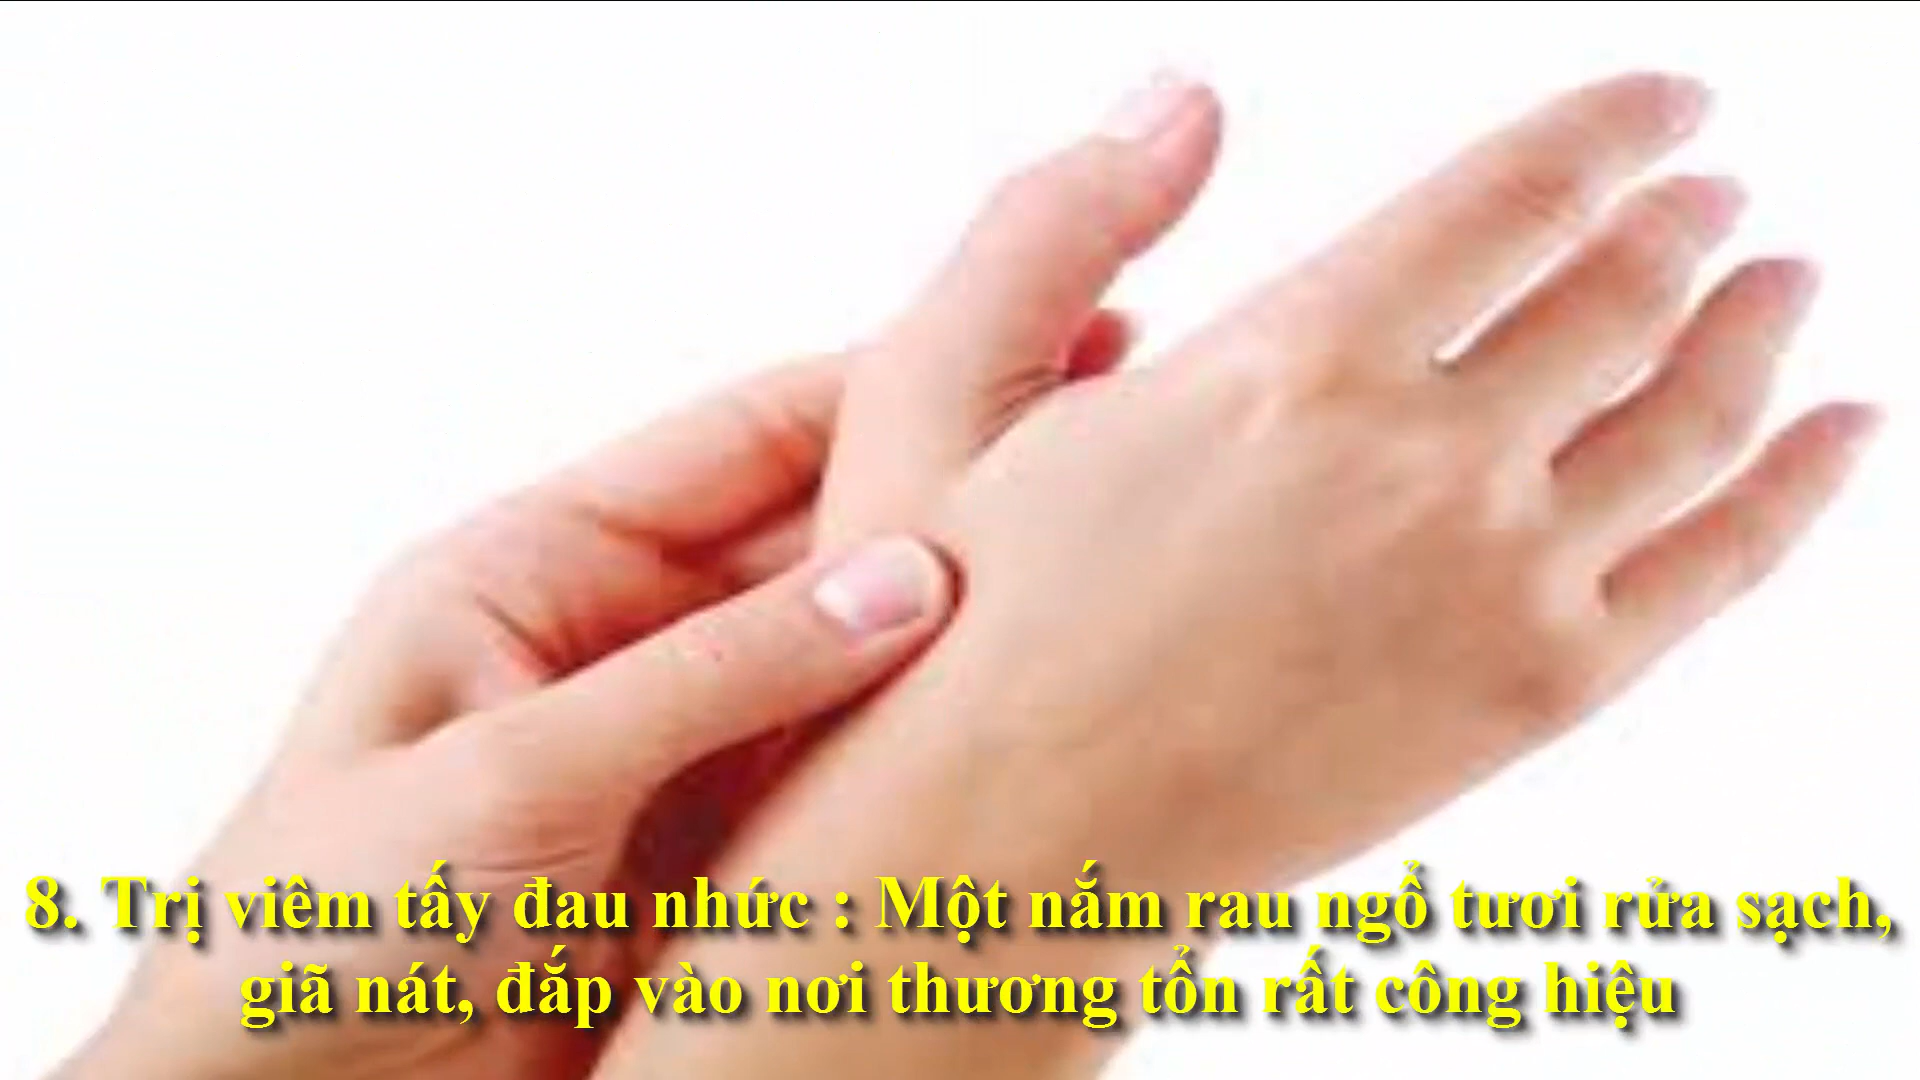 8. Trị viêm tấy đau nhức : Một nắm rau ngổ tươi rửa sạch,
giã nát, đắp vào nơi thương tổn rất công hiệu